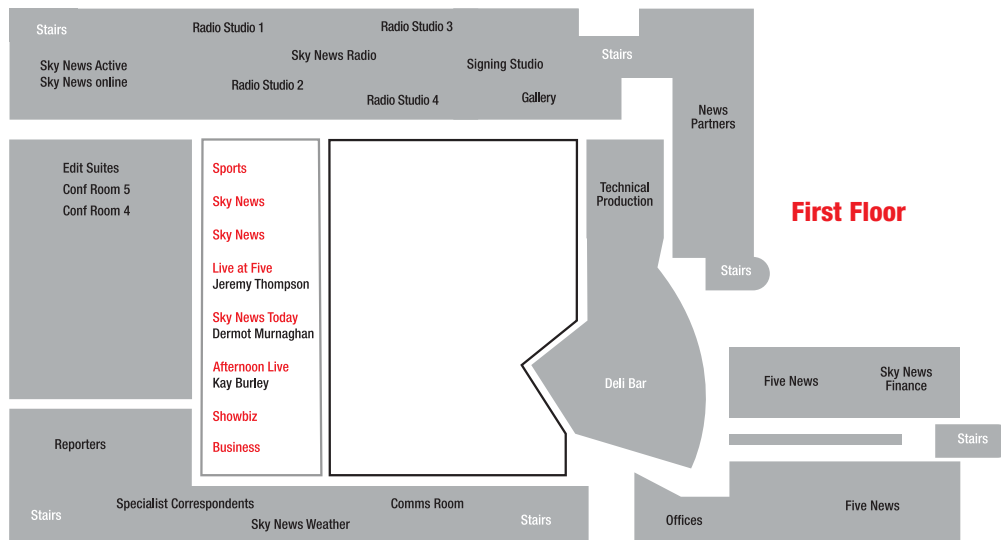 Stairs
Radio Studio 1
Radio Studio 3
Sky News Radio
Stairs
Sky News Active
Sky News online
Signing Studio
Radio Studio 2
Radio Studio 4
Gallery
News
Partners
Edit Suites
Conf Room 5
Conf Room 4
Sports
Sky News
Sky News
Live at Five
Jeremy Thompson
Sky News Today
Dermot Murnaghan
Afternoon Live
Kay Burley
Showbiz
Business
Technical
Production
First Floor
Stairs
Deli Bar
Five News
Sky News
Finance
Stairs
Reporters
Specialist Correspondents
Comms Room
Stairs
Sky News Weather
Stairs
Offices
Five News